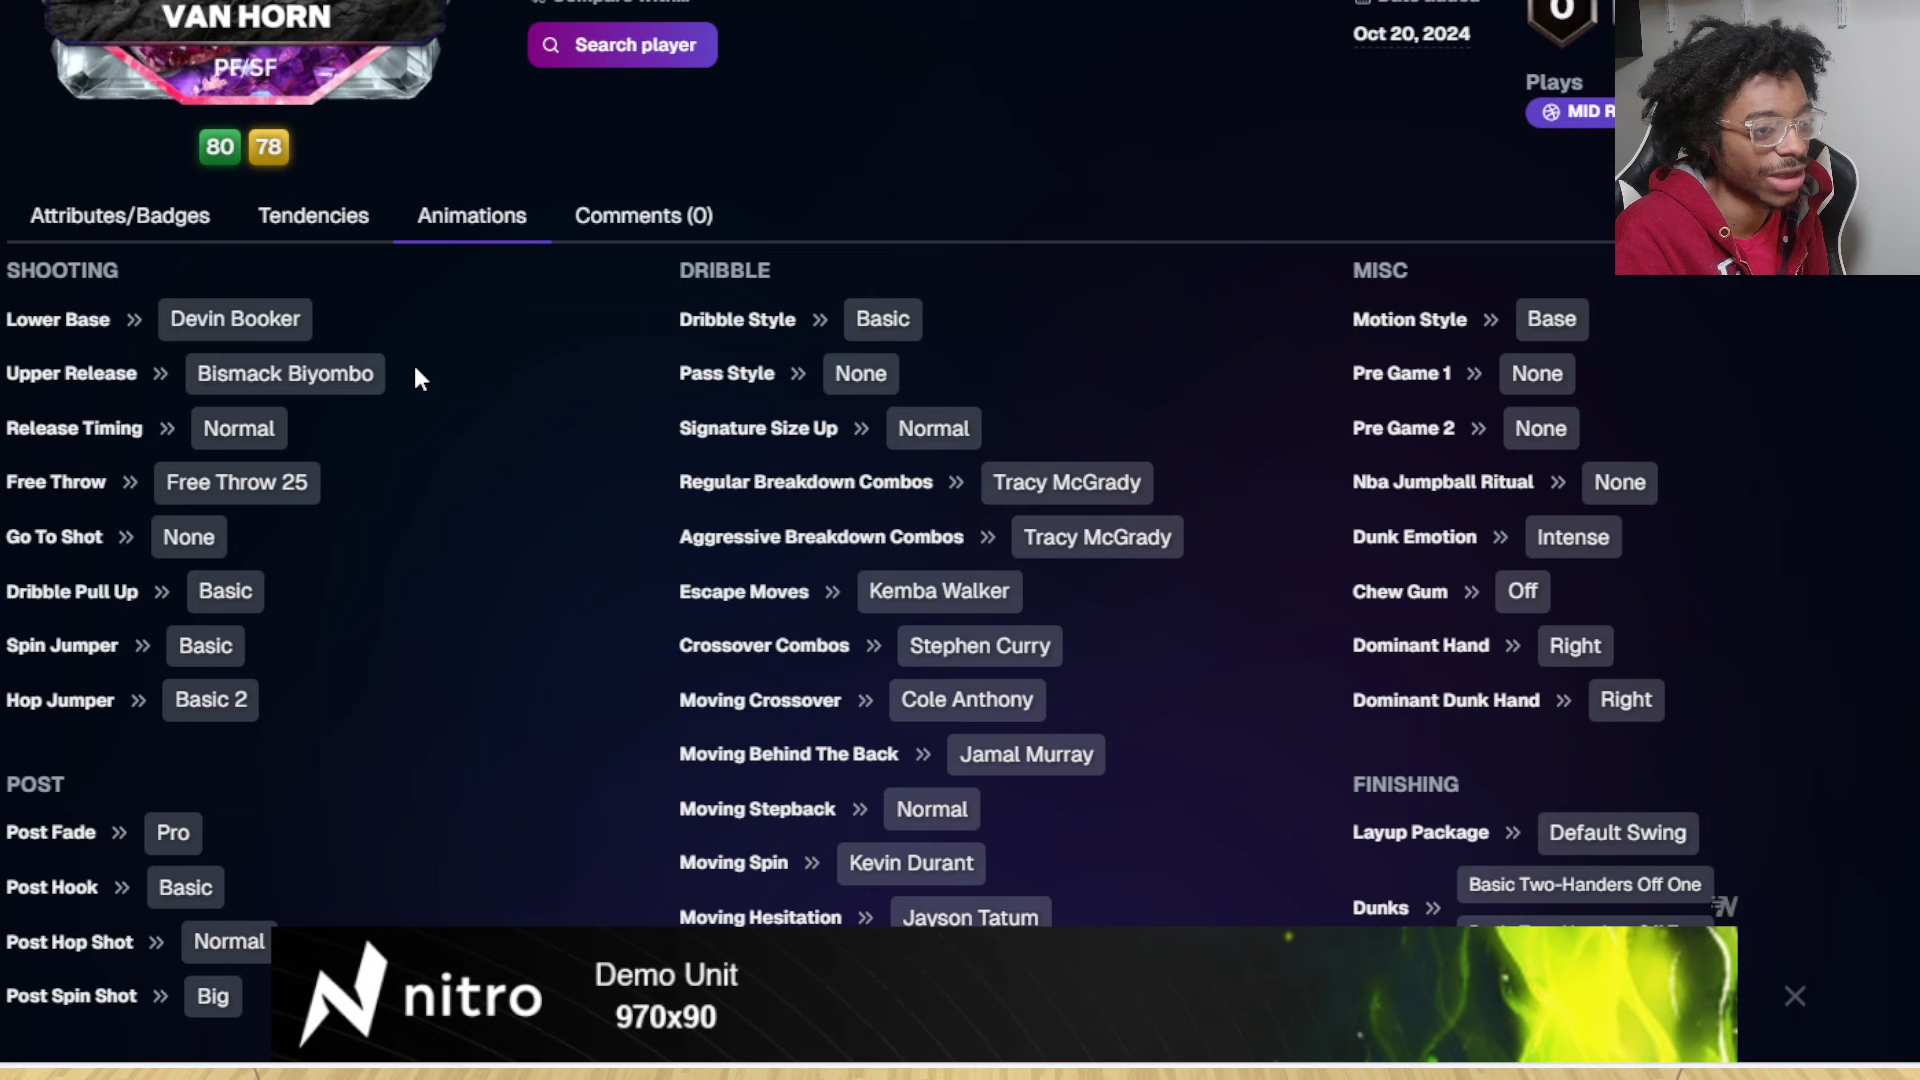 VAN HORN
PF/SF
80 78
Search player
Oct 20, 2024
0
Plays
MID R
Attributes/Badges Tendencies Animations Comments (0)
SHOOTING
Lower Base » Devin Booker
Upper Release » Bismack Biyombo
Release Timing » Normal
Free Throw » Free Throw 25
Go To Shot » None
Dribble Pull Up » Basic
Spin Jumper » Basic
Hop Jumper » Basic 2
POST
Post Fade » Pro
Post Hook » Basic
Post Hop Shot » Normal
Post Spin Shot » Big
DRIBBLE
Dribble Style » Basic
Pass Style » None
Signature Size Up » Normal
Regular Breakdown Combos » Tracy McGrady
Aggressive Breakdown Combos » Tracy McGrady
Escape Moves » Kemba Walker
Crossover Combos » Stephen Curry
Moving Crossover » Cole Anthony
Moving Behind The Back » Jamal Murray
Moving Stepback » Normal
Moving Spin » Kevin Durant
Moving Hesitation » Jayson Tatum
MISC
Motion Style » Base
Pre Game 1 » None
Pre Game 2 » None
Nba Jumpball Ritual » None
Dunk Emotion » Intense
Chew Gum » Off
Dominant Hand » Right
Dominant Dunk Hand » Right
FINISHING
Layup Package » Default Swing
Dunks » Basic Two-Handers Off One
nitro
Demo Unit
970x90